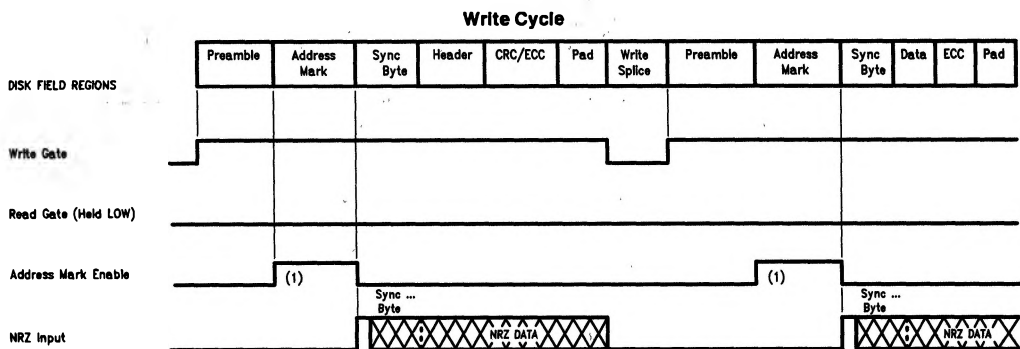 Write Cycle
Preamble Address Mark Sync Byte Header CRC/ECC Pad Write Splice Preamble Address Mark Sync Byte Data ECC Pad
DISK FIELD REGIONS
Write Gate
Read Gate (Held LOW)
Address Mark Enable (1) (1)
Sync ... Byte Sync ... Byte
NRZ Input NRZ DATA NRZ DATA